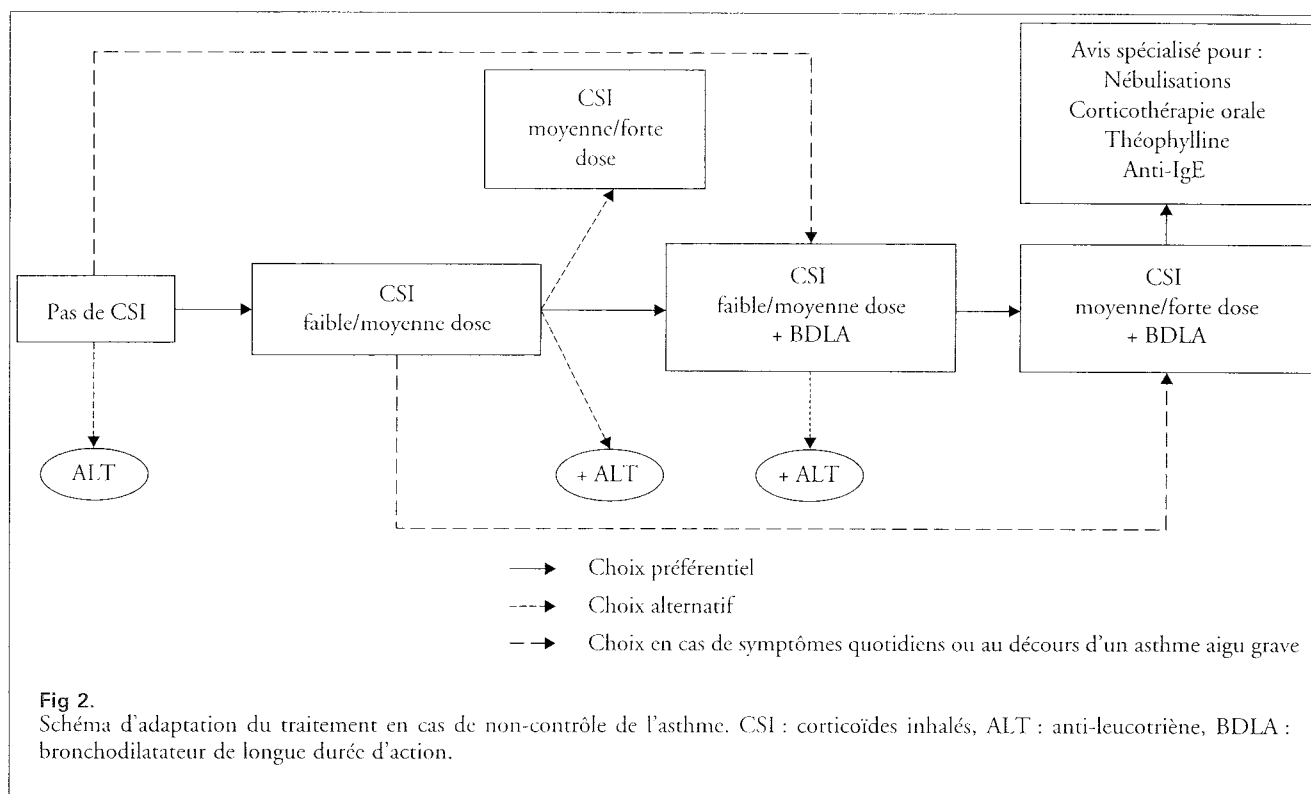 Avis spécialisé pour :
Nébulisations
Corticothérapie orale
Théophylline
Anti-IgE
CSI
moyenne/forte
dose
Pas de CSI
CSI
faible/moyenne dose
CSI
faible/moyenne dose
+ BDLA
CSI
moyenne/forte dose
+ BDLA
ALT
+ ALT
+ ALT
Choix préférentiel
Choix alternatif
Choix en cas de symptômes quotidiens ou au décours d'un asthme aigu grave
Fig 2.
Schéma d'adaptation du traitement en cas de non-contrôle de l'asthme. CSI : corticoïdes inhalés, ALT : anti-leucotriène, BDLA :
bronchodilatateur de longue durée d'action.